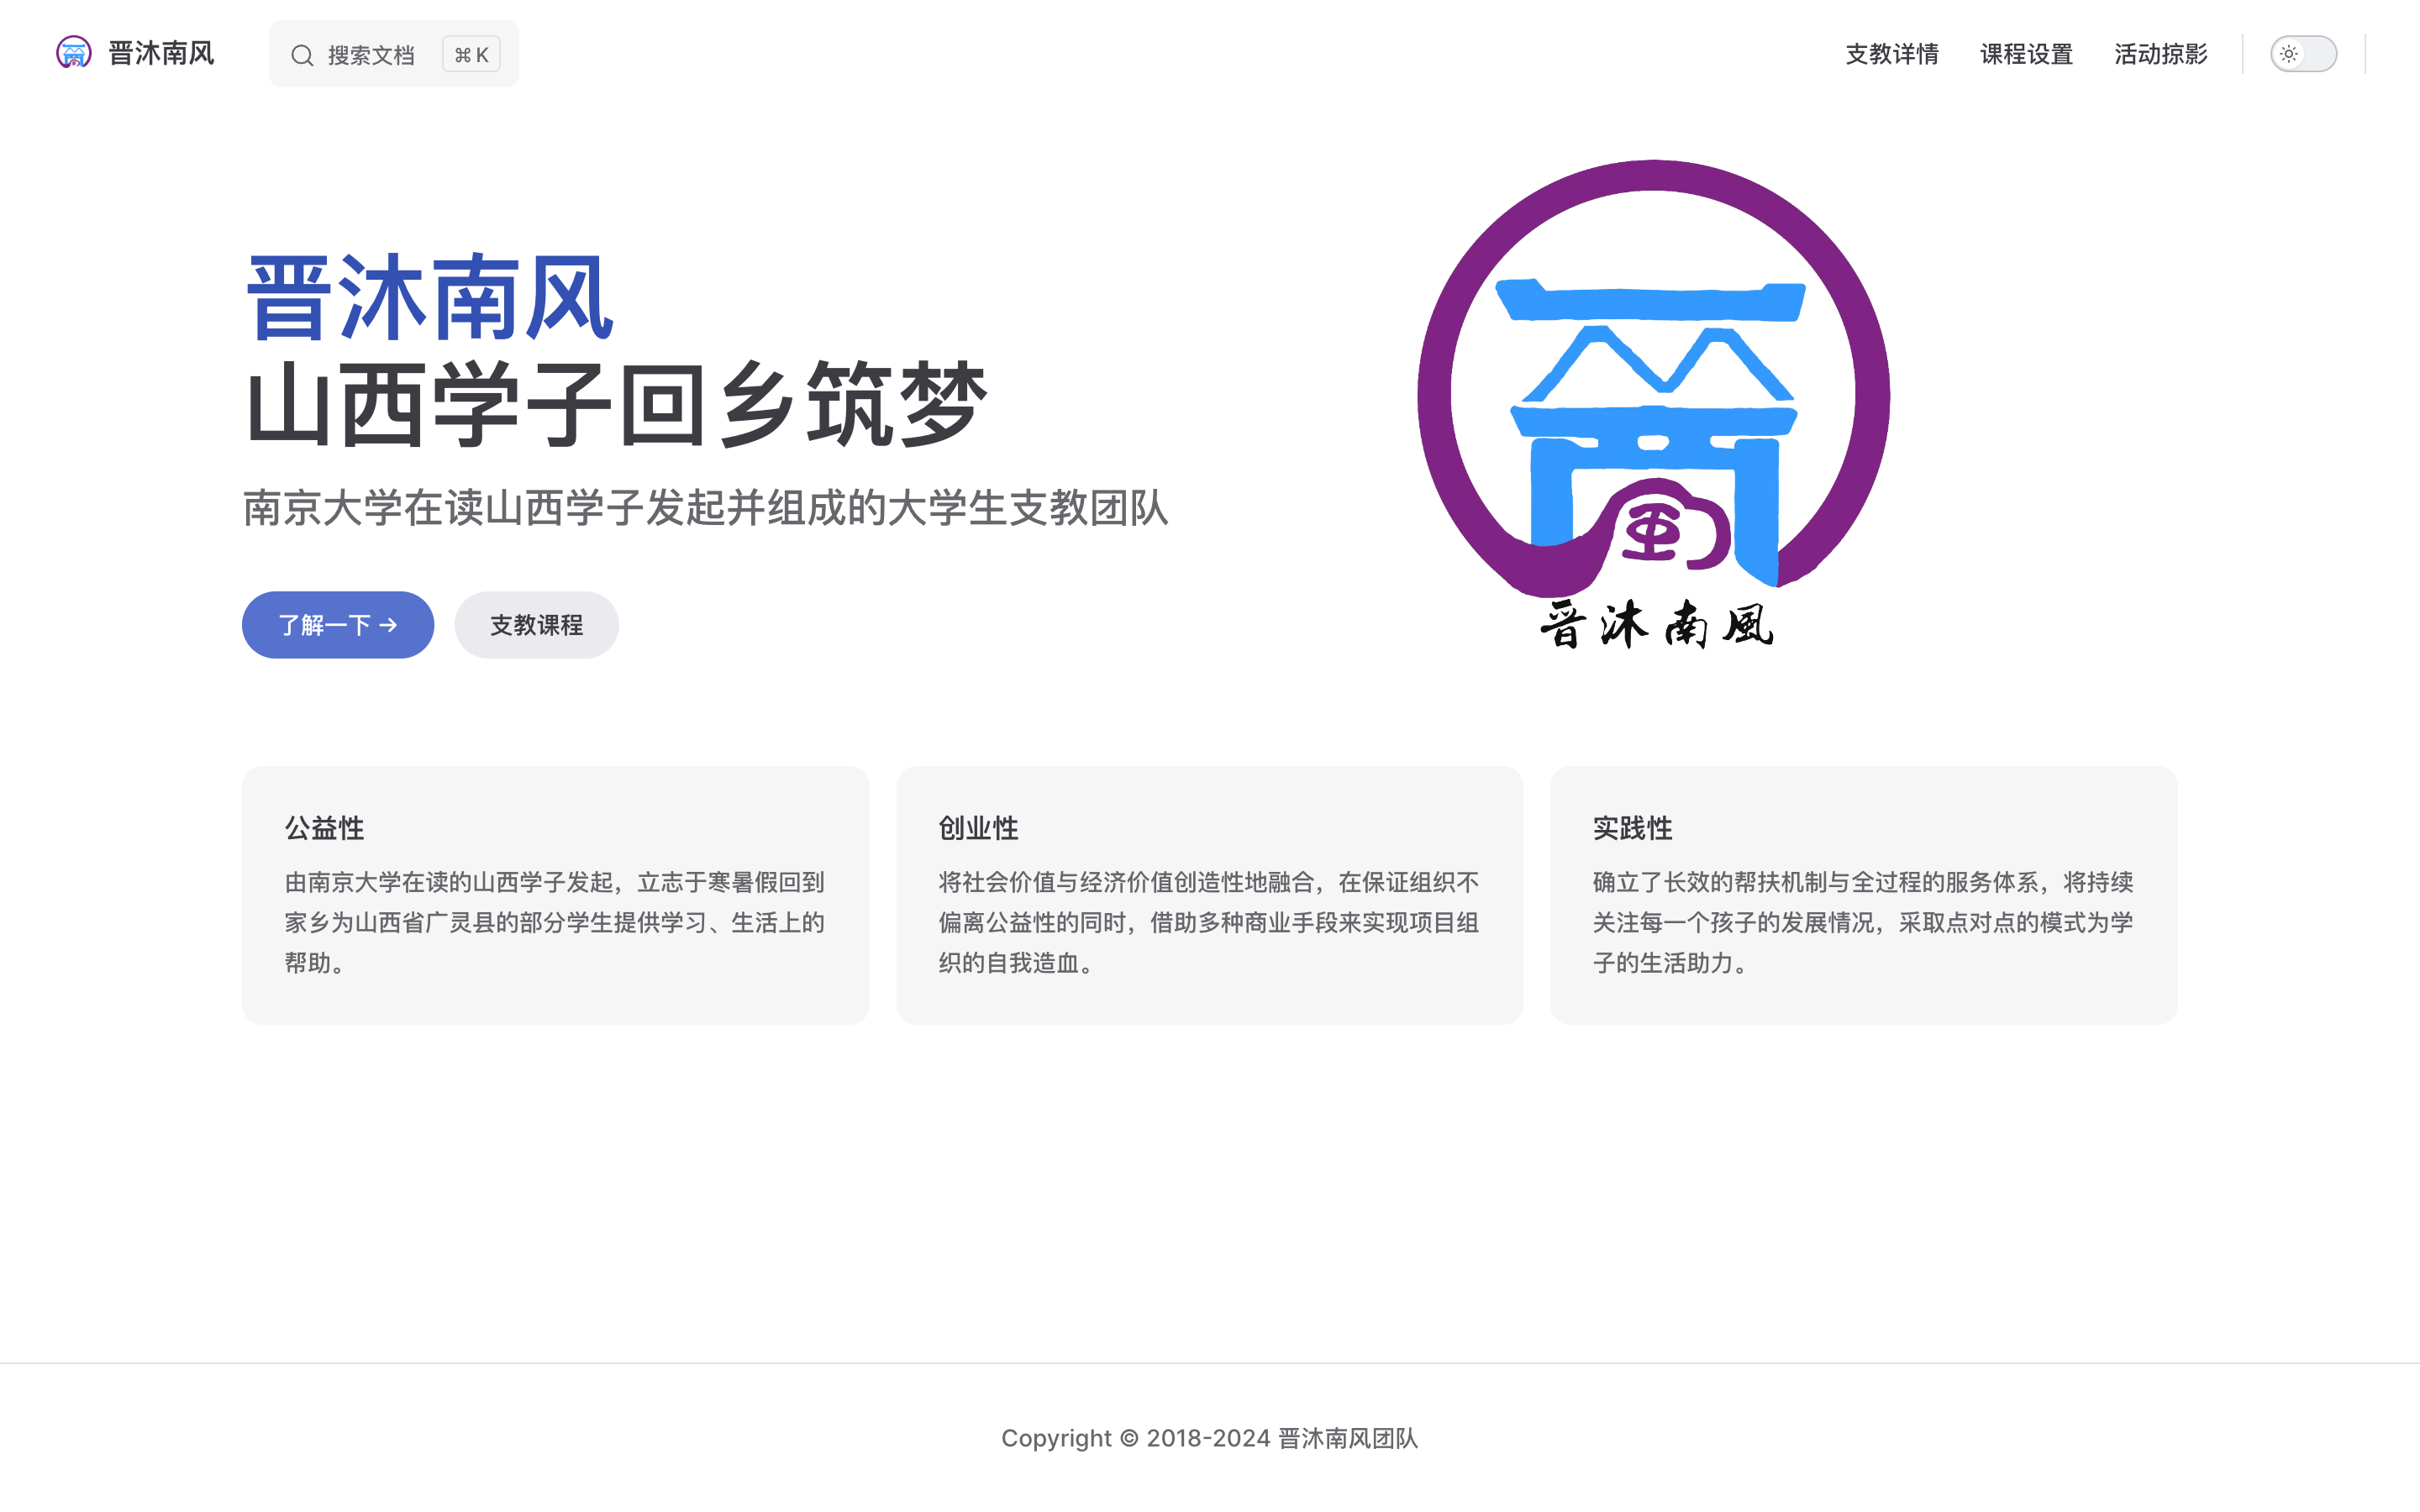 晋沐南风
搜索文档
⌘ K
支教详情
课程设置
活动掠影
晋沐南风
山西学子回乡筑梦
南京大学在读山西学子发起并组成的大学生支教团队
了解一下 →
支教课程
晋沐南風
公益性
由南京大学在读的山西学子发起，立志于寒暑假回到
家乡为山西省广灵县的部分学生提供学习、生活上的
帮助。
创业性
将社会价值与经济价值创造性地融合，在保证组织不
偏离公益性的同时，借助多种商业手段来实现项目组
织的自我造血。
实践性
确立了长效的帮扶机制与全过程的服务体系，将持续
关注每一个孩子的发展情况，采取点对点的模式为学
子的生活助力。
Copyright © 2018-2024 晋沐南风团队